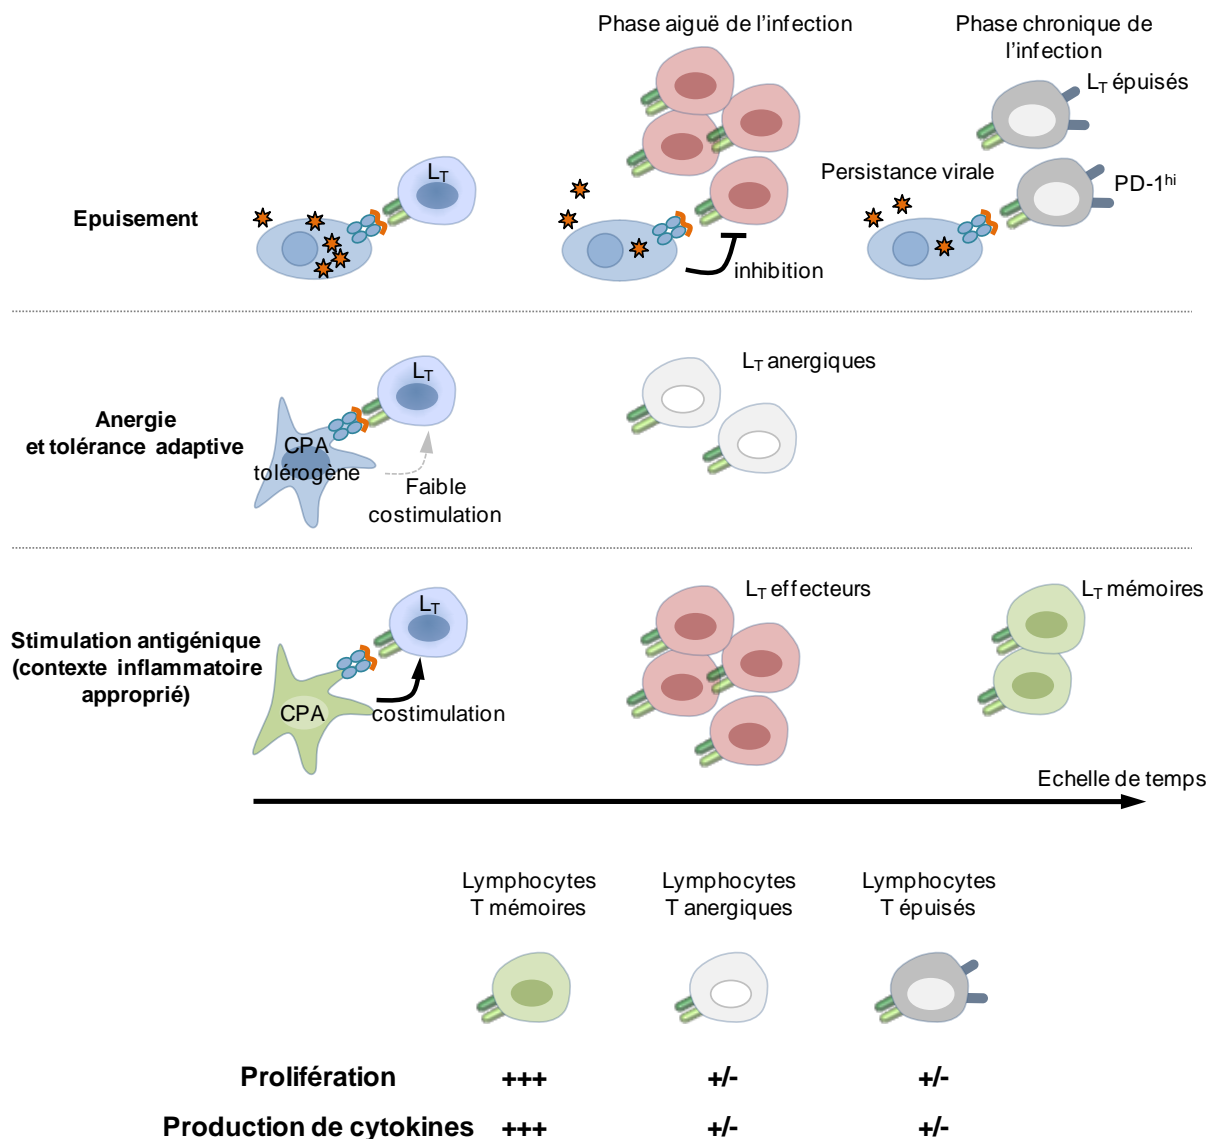 Phase aiguë de l'infection
Phase chronique de
l'infection
LT épuisés
LT
Persistance virale
PD-1hi
Epuisement
inhibition
LT
LT anergiques
Anergie
et tolérance adaptive
CPA
tolérogène
Faible
costimulation
LT effecteurs
LT mémoires
LT
Stimulation antigénique
(contexte inflammatoire
approprié)
CPA
costimulation
Echelle de temps
Lymphocytes
T mémoires
Lymphocytes
T anergiques
Lymphocytes
T épuisés
Prolifération +++ +/- +/-
Production de cytokines +++ +/- +/-